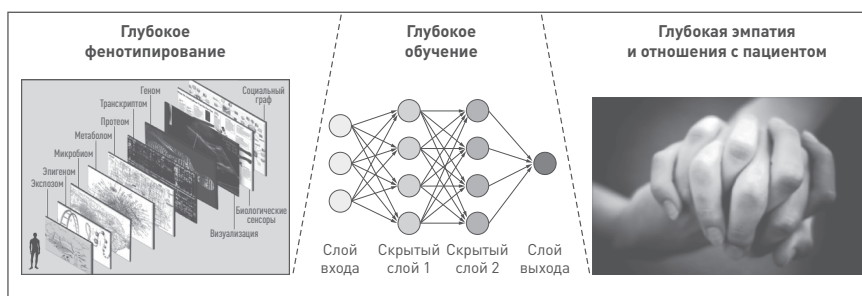 Глубокое
фенотипирование
Глубокое
обучение
Глубокая эмпатия
и отношения с пациентом
Социальный
граф
Геном
Транскриптом
Протеом
Метаболом
Микробиом
Эпигеном
Экспозом
Биологические
сенсоры
Визуализация
Слой
входа
Скрытый
слой 1
Скрытый
слой 2
Слой
выхода